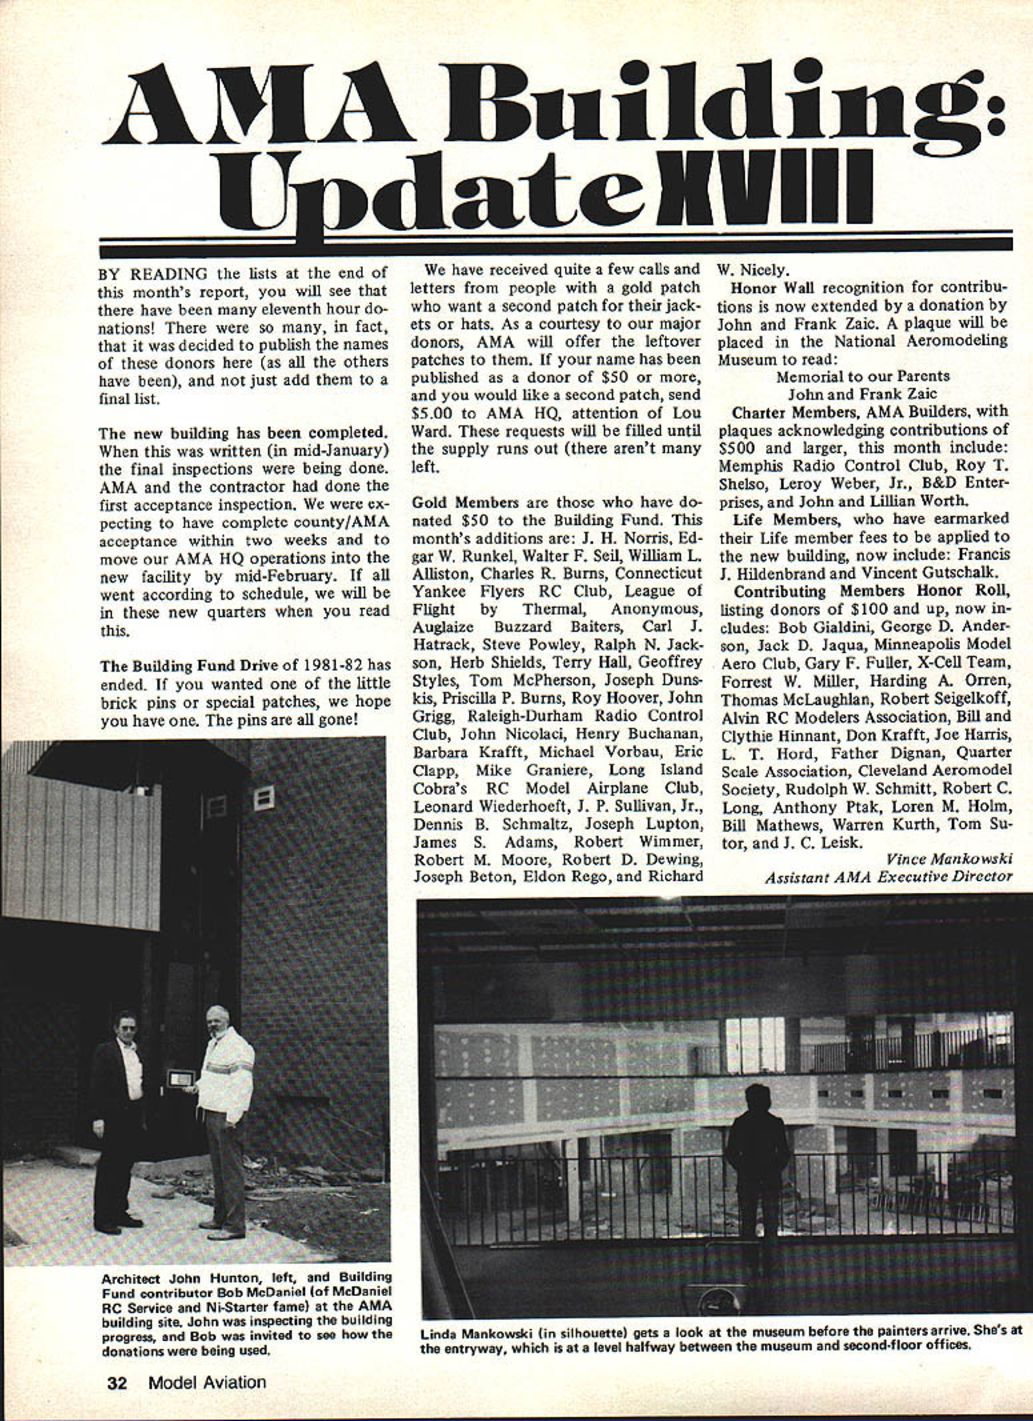 AMA Building:
Update XVIII
BY READING the lists at the end of
this month's report, you will see that
there have been many eleventh hour do-
nations! There were so many, in fact,
that it was decided to publish the names
of these donors here (as all the others
have been), and not just add them to a
final list.
The new building has been completed.
When this was written (in mid-January)
the final inspections were being done.
AMA and the contractor had done the
first acceptance inspection. We were ex-
pecting to have complete county/AMA
acceptance within two weeks and to
move our AMA HQ operations into the
new facility by mid-February. If all
went according to schedule, we will be
in these new quarters when you read
this.
The Building Fund Drive of 1981-82 has
ended. If you wanted one of the little
brick pins or special patches, we hope
you have one. The pins are all gone!
We have received quite a few calls and
letters from people with a gold patch
who want a second patch for their jack-
ets or hats. As a courtesy to our major
donors, AMA will offer the leftover
patches to them. If your name has been
published as a donor of $50 or more,
and you would like a second patch, send
$5.00 to AMA HQ, attention of Lou
Ward. These requests will be filled until
the supply runs out (there aren't many
left.
Gold Members are those who have do-
nated $50 to the Building Fund. This
month's additions are: J. H. Norris, Ed-
gar W. Runkel, Walter F. Seil, William L.
Alliston, Charles R. Burns, Connecticut
Yankee Flyers RC Club, League of
Flight by Thermal, Anonymous,
Auglaize Buzzard Baiters, Carl J.
Hatrack, Steve Powley, Ralph N. Jack-
son, Herb Shields, Terry Hall, Geoffrey
Styles, Tom McPherson, Joseph Duns-
kis, Priscilla P. Burns, Roy Hoover, John
Grigg, Raleigh-Durham Radio Control
Club, John Nicolaci, Henry Buchanan,
Barbara Krafft, Michael Vorbau, Eric
Clapp, Mike Graniere, Long Island
Cobra's RC Model Airplane Club,
Leonard Wiederhoeft, J. P. Sullivan, Jr.,
Dennis B. Schmaltz, Joseph Lupton,
James S. Adams, Robert Wimmer,
Robert M. Moore, Robert D. Dewing,
Joseph Beton, Eldon Rego, and Richard
W. Nicely.
Honor Wall recognition for contribu-
tions is now extended by a donation by
John and Frank Zaic. A plaque will be
placed in the National Aeromodeling
Museum to read:
Memorial to our Parents
John and Frank Zaic
Charter Members, AMA Builders, with
plaques acknowledging contributions of
$500 and larger, this month include:
Memphis Radio Control Club, Roy T.
Shelso, Leroy Weber, Jr., B&D Enter-
prises, and John and Lillian Worth.
Life Members, who have earmarked
their Life member fees to be applied to
the new building, now include: Francis
J. Hildenbrand and Vincent Gutschalk.
Contributing Members Honor Roll,
listing donors of $100 and up, now in-
cludes: Bob Gialdini, George D. Ander-
son, Jack D. Jaqua, Minneapolis Model
Aero Club, Gary F. Fuller, X-Cell Team,
Forrest W. Miller, Harding A. Orren,
Thomas McLaughlan, Robert Seigelkoff,
Alvin RC Modelers Association, Bill and
Clythie Hinnant, Don Krafft, Joe Harris,
L. T. Hord, Father Dignan, Quarter
Scale Association, Cleveland Aeromodel
Society, Rudolph W. Schmitt, Robert C.
Long, Anthony Ptak, Loren M. Holm,
Bill Mathews, Warren Kurth, Tom Su-
tor, and J. C. Leisk.
Vince Mankowski
Assistant AMA Executive Director
Architect John Hunton, left, and Building
Fund contributor Bob McDaniel (of McDaniel
RC Service and Ni-Starter fame) at the AMA
building site. John was inspecting the building
progress, and Bob was invited to see how the
donations were being used.
Linda Mankowski (in silhouette) gets a look at the museum before the painters arrive. She's at
the entryway, which is at a level halfway between the museum and second-floor offices.
32 Model Aviation